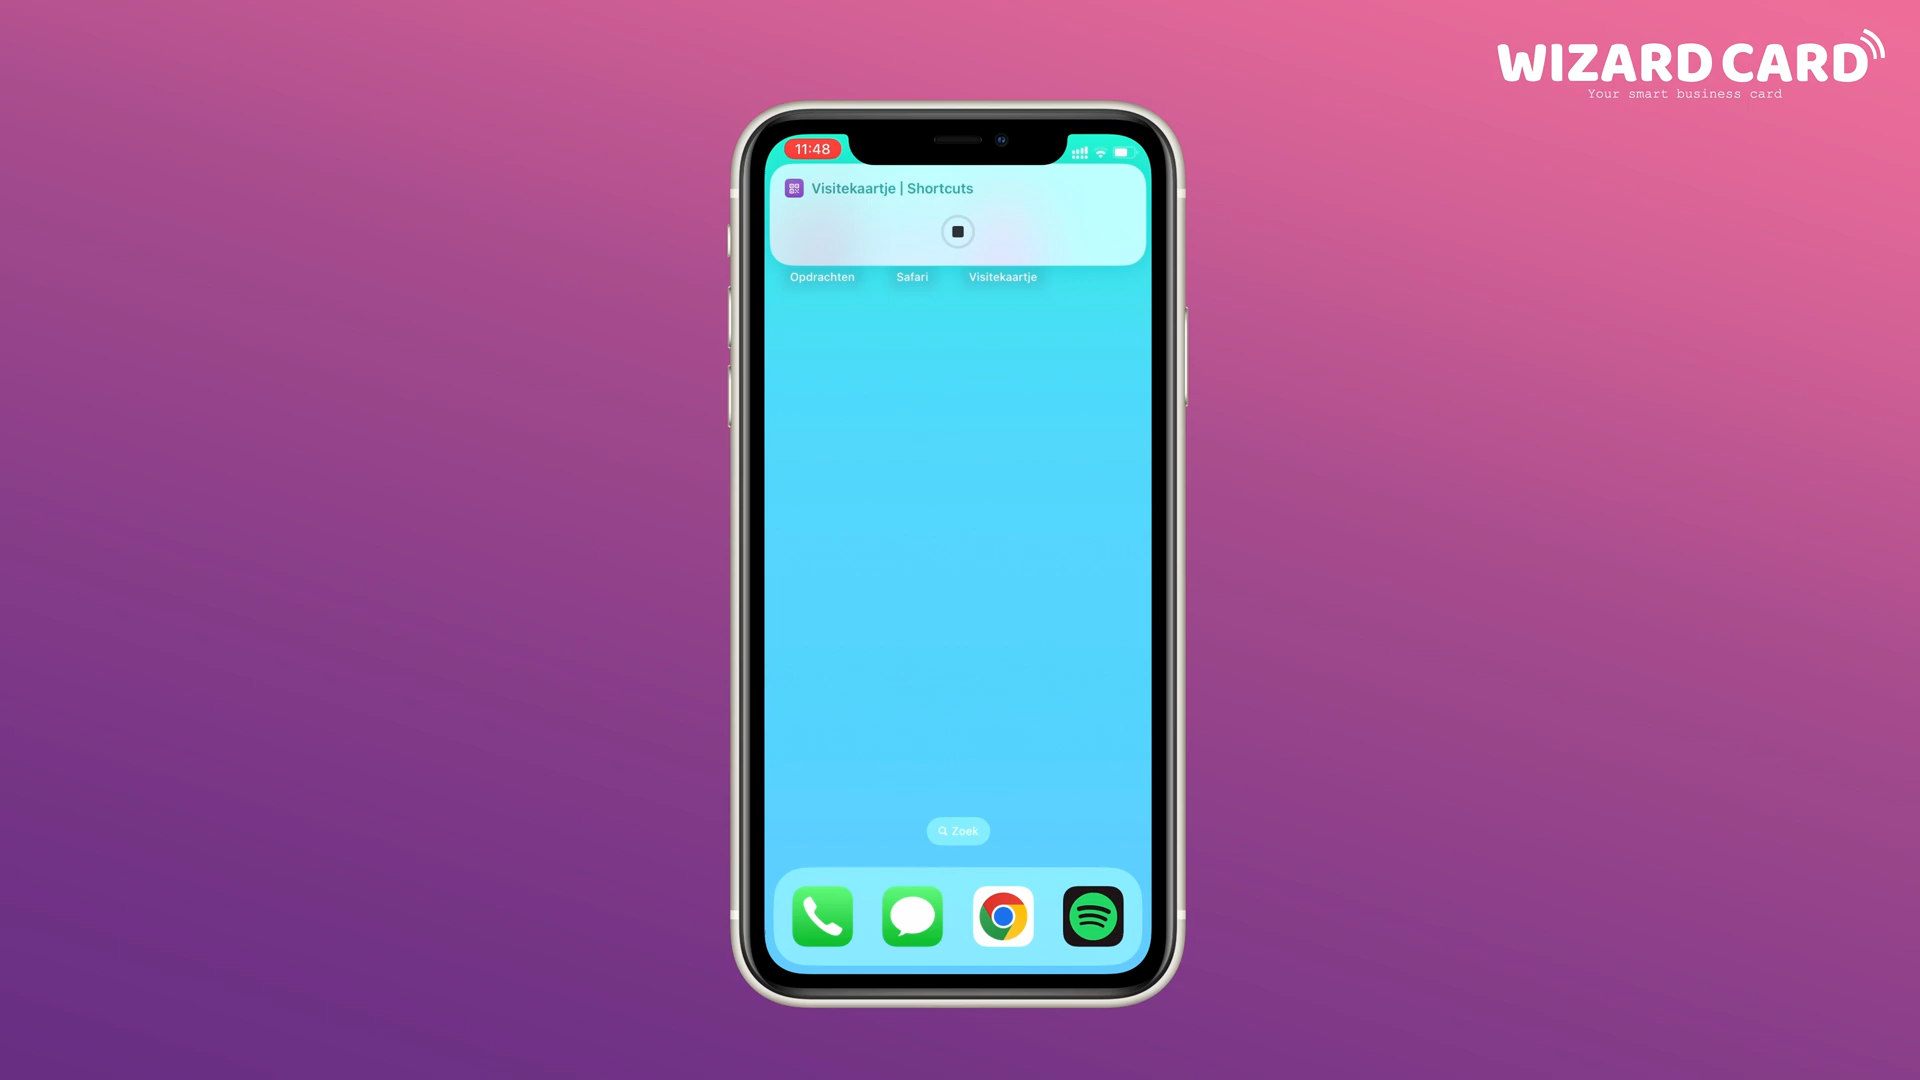 WIZARD CARD
Your smart business card
11:48
Visitekaartje | Shortcuts
Opdrachten Safari Visitekaartje
Zoek